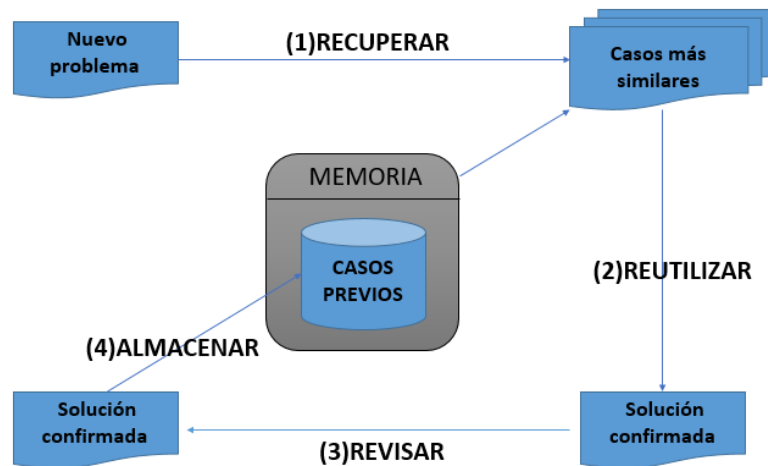 Nuevo
problema
(1)RECUPERAR
Casos más
similares
MEMORIA
CASOS
PREVIOS
(2)REUTILIZAR
(4)ALMACENAR
Solución
confirmada
(3)REVISAR
Solución
confirmada